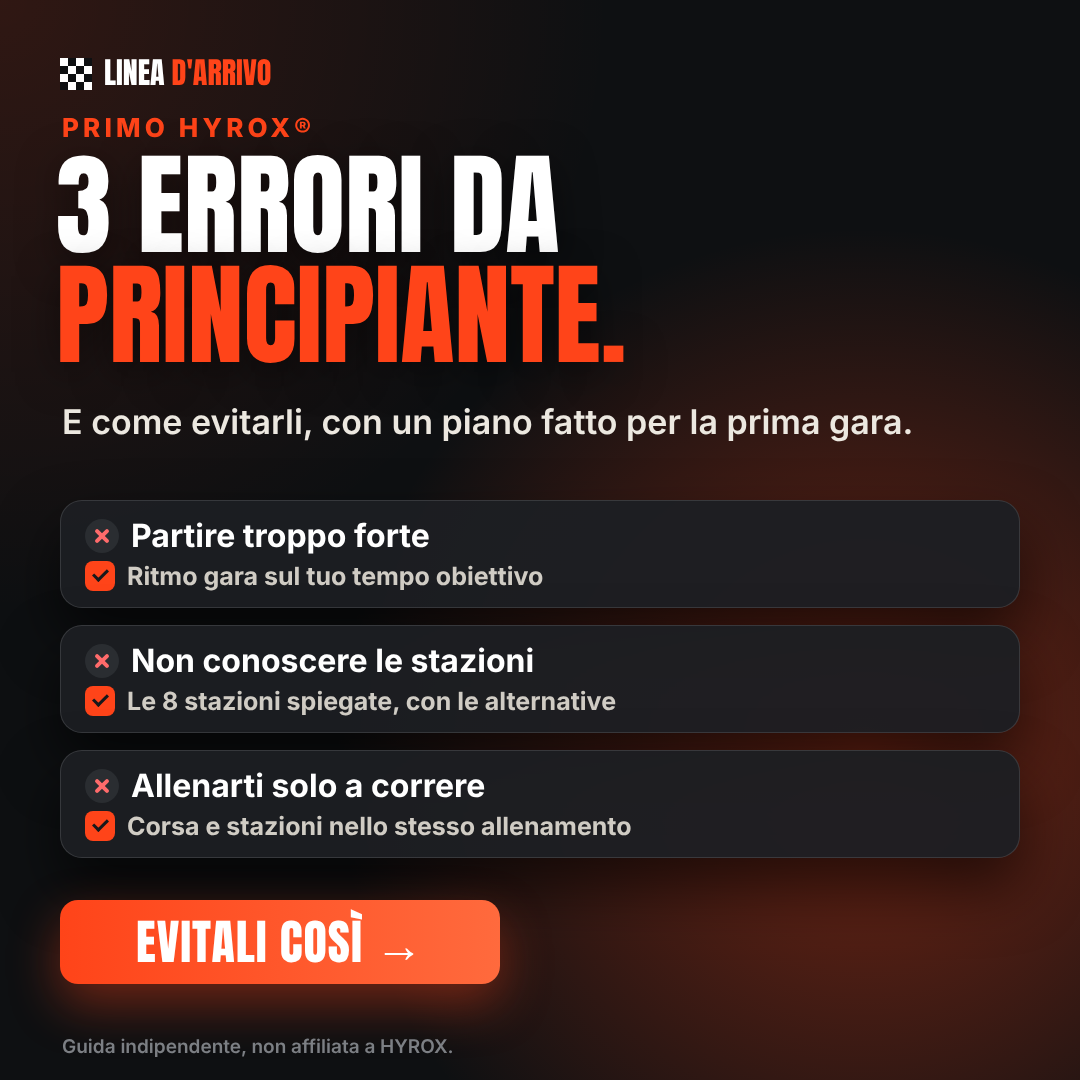 LINEA D'ARRIVO
PRIMO HYROX®
3 ERRORI DA
PRINCIPIANTE.
E come evitarli, con un piano fatto per la prima gara.
Partire troppo forte
Ritmo gara sul tuo tempo obiettivo
Non conoscere le stazioni
Le 8 stazioni spiegate, con le alternative
Allenarti solo a correre
Corsa e stazioni nello stesso allenamento
EVITALI COSÌ →
Guida indipendente, non affiliata a HYROX.